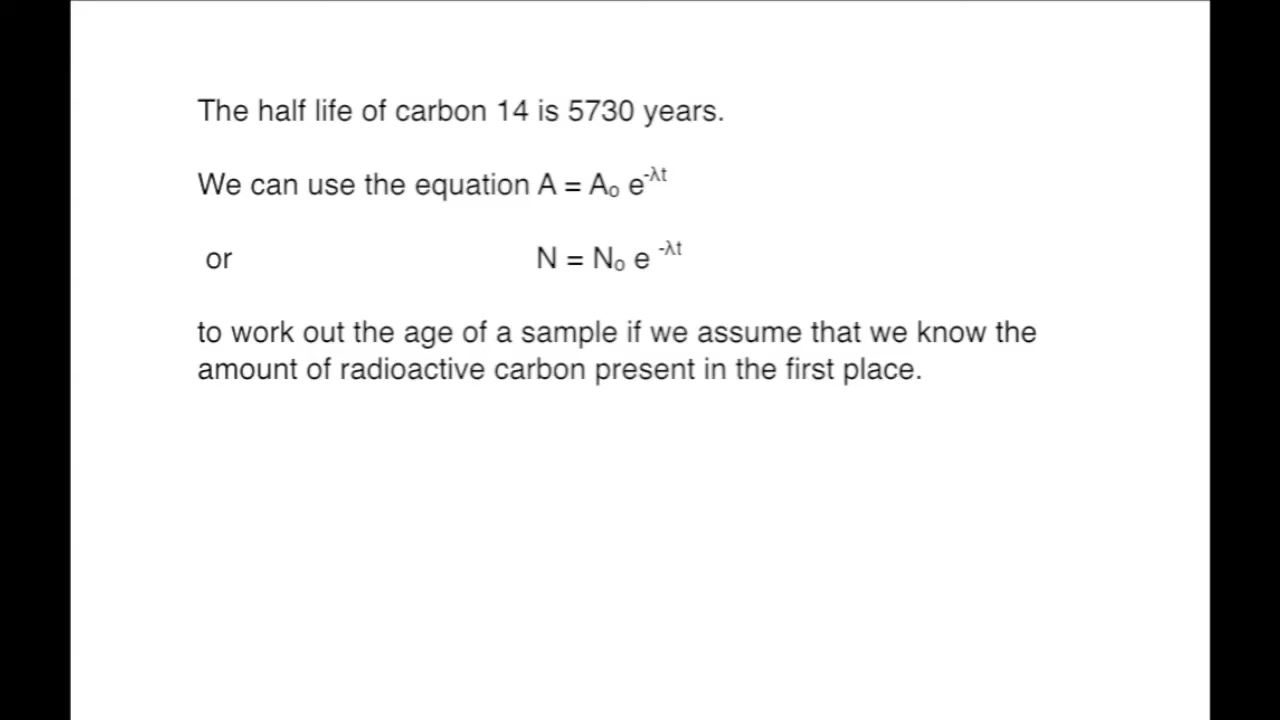 The half life of carbon 14 is 5730 years.
We can use the equation A = A₀ e^-λt
or N = N₀ e ^-λt
to work out the age of a sample if we assume that we know the
amount of radioactive carbon present in the first place.